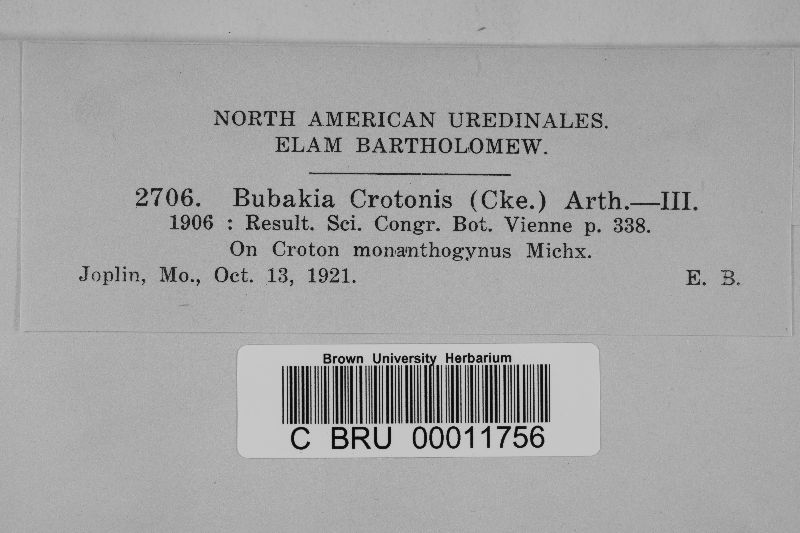 NORTH AMERICAN UREDINALES.
ELAM BARTHOLOMEW.
2706. Bubakia Crotonis (Cke.) Arth.—III.
1906 : Result. Sci. Congr. Bot. Vienne p. 338.
On Croton monanthogynus Michx.
Joplin, Mo., Oct. 13, 1921. E. B.
Brown University Herbarium
C BRU 00011756